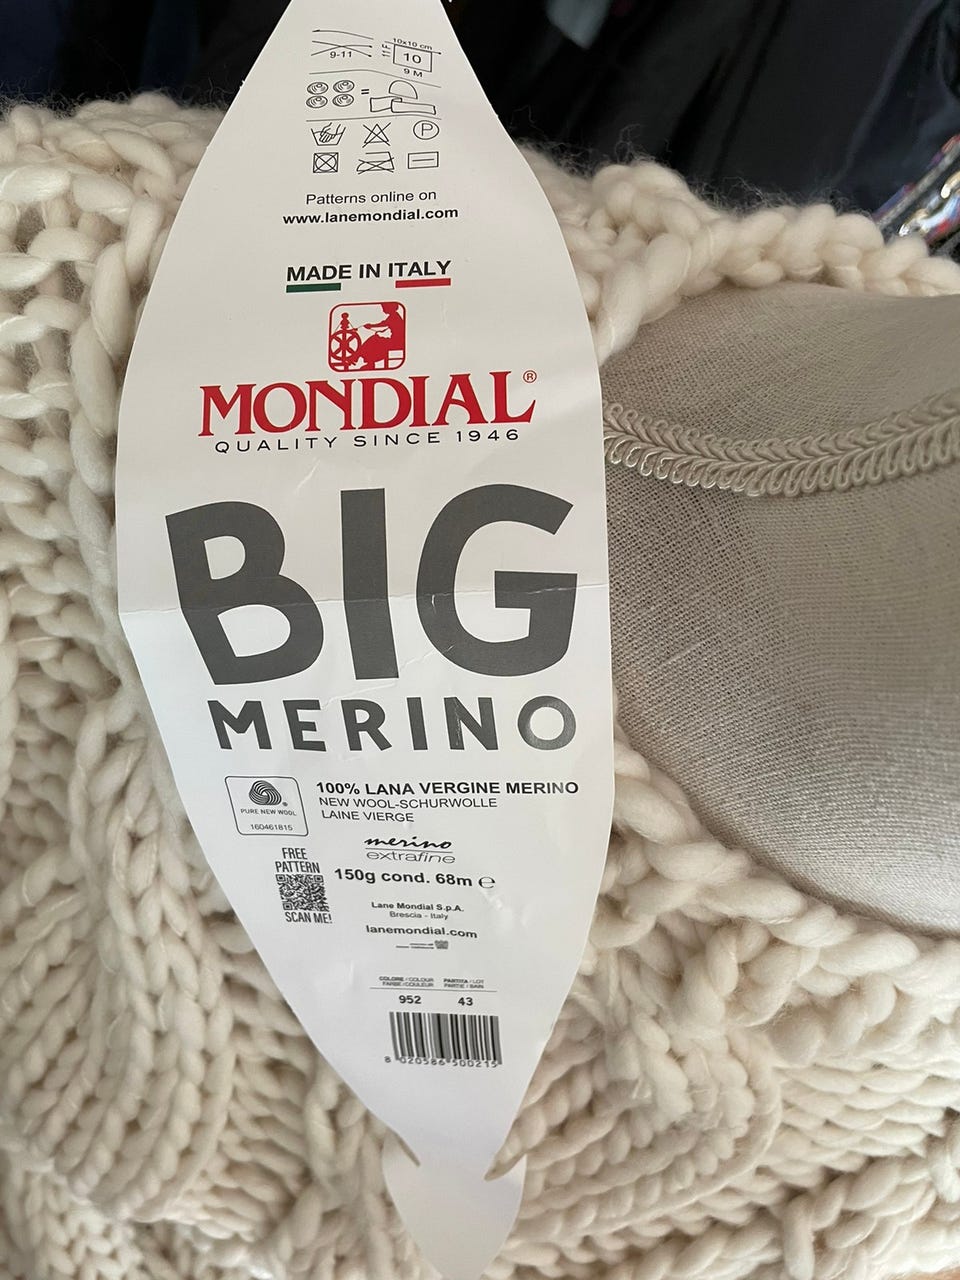 10x10 cm
9-11
11 F
10
9 M
=
P
Patterns online on
www.lanemondial.com
MADE IN ITALY
MONDIAL®
QUALITY SINCE 1946
BIG
MERINO
PURE NEW WOOL
160461815
100% LANA VERGINE MERINO
NEW WOOL-SCHURWOLLE
LAINE VIERGE
merino
extrafine
FREE
PATTERN
SCAN ME!
150g cond. 68m ℮
Lane Mondial S.p.A.
Brescia - Italy
lanemondial.com
COLORE / COLOUR
FARBE / COULEUR
PARTITA / LOT
PARTIE / BAIN
952
43
8 020586 500215